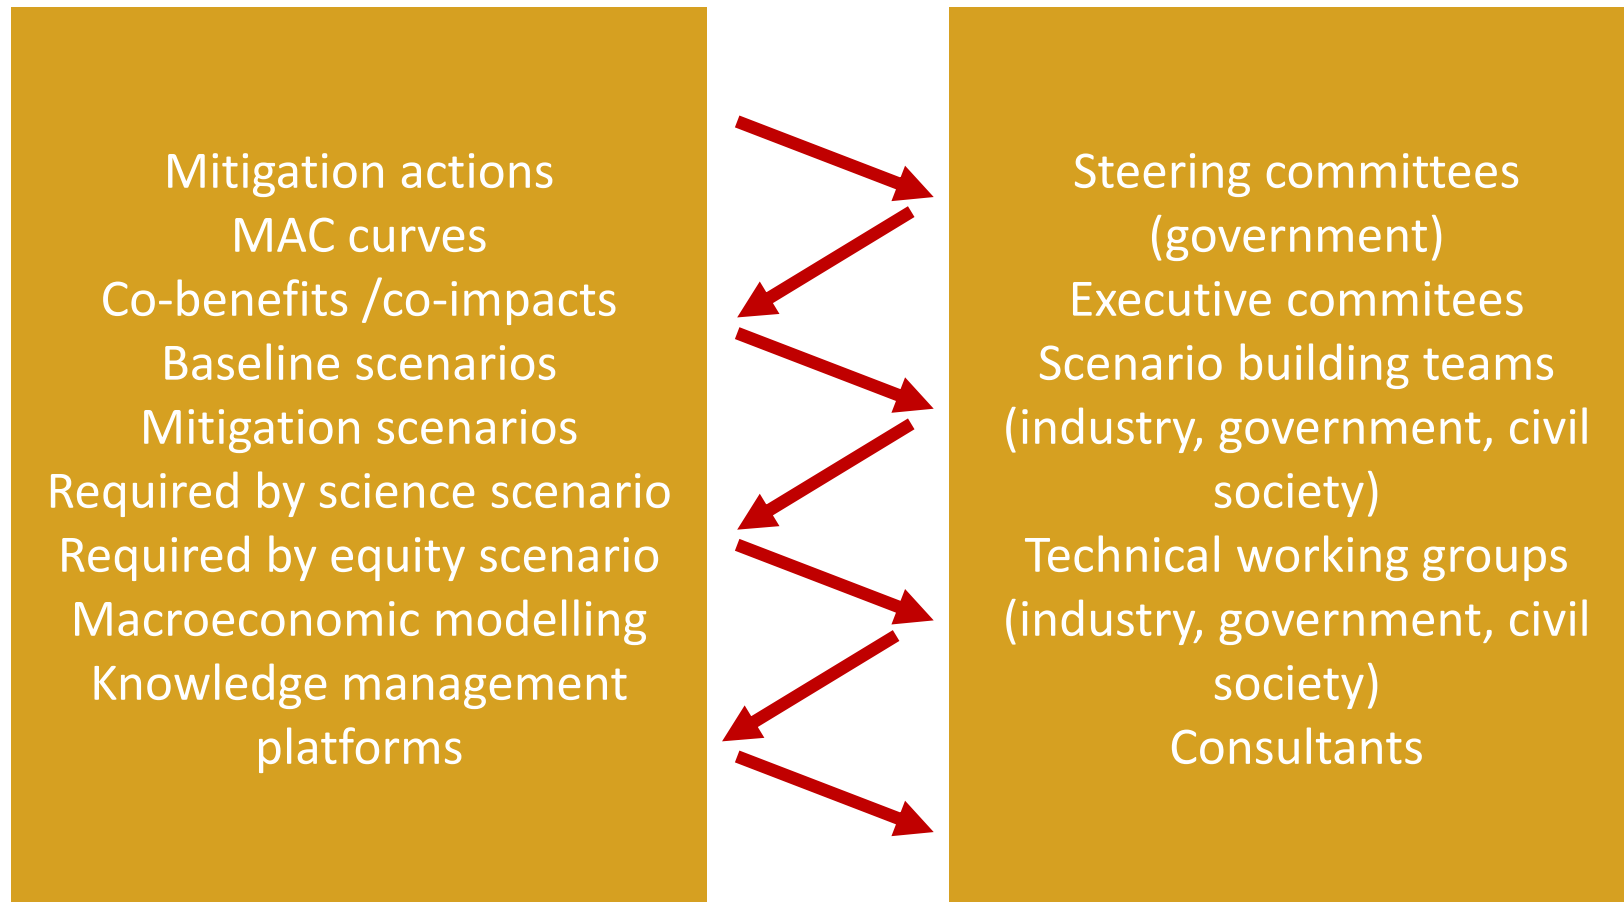 Mitigation actions
MAC curves
Co-benefits /co-impacts
Baseline scenarios
Mitigation scenarios
Required by science scenario
Required by equity scenario
Macroeconomic modelling
Knowledge management
platforms
Steering committees
(government)
Executive commitees
Scenario building teams
(industry, government, civil
society)
Technical working groups
(industry, government, civil
society)
Consultants